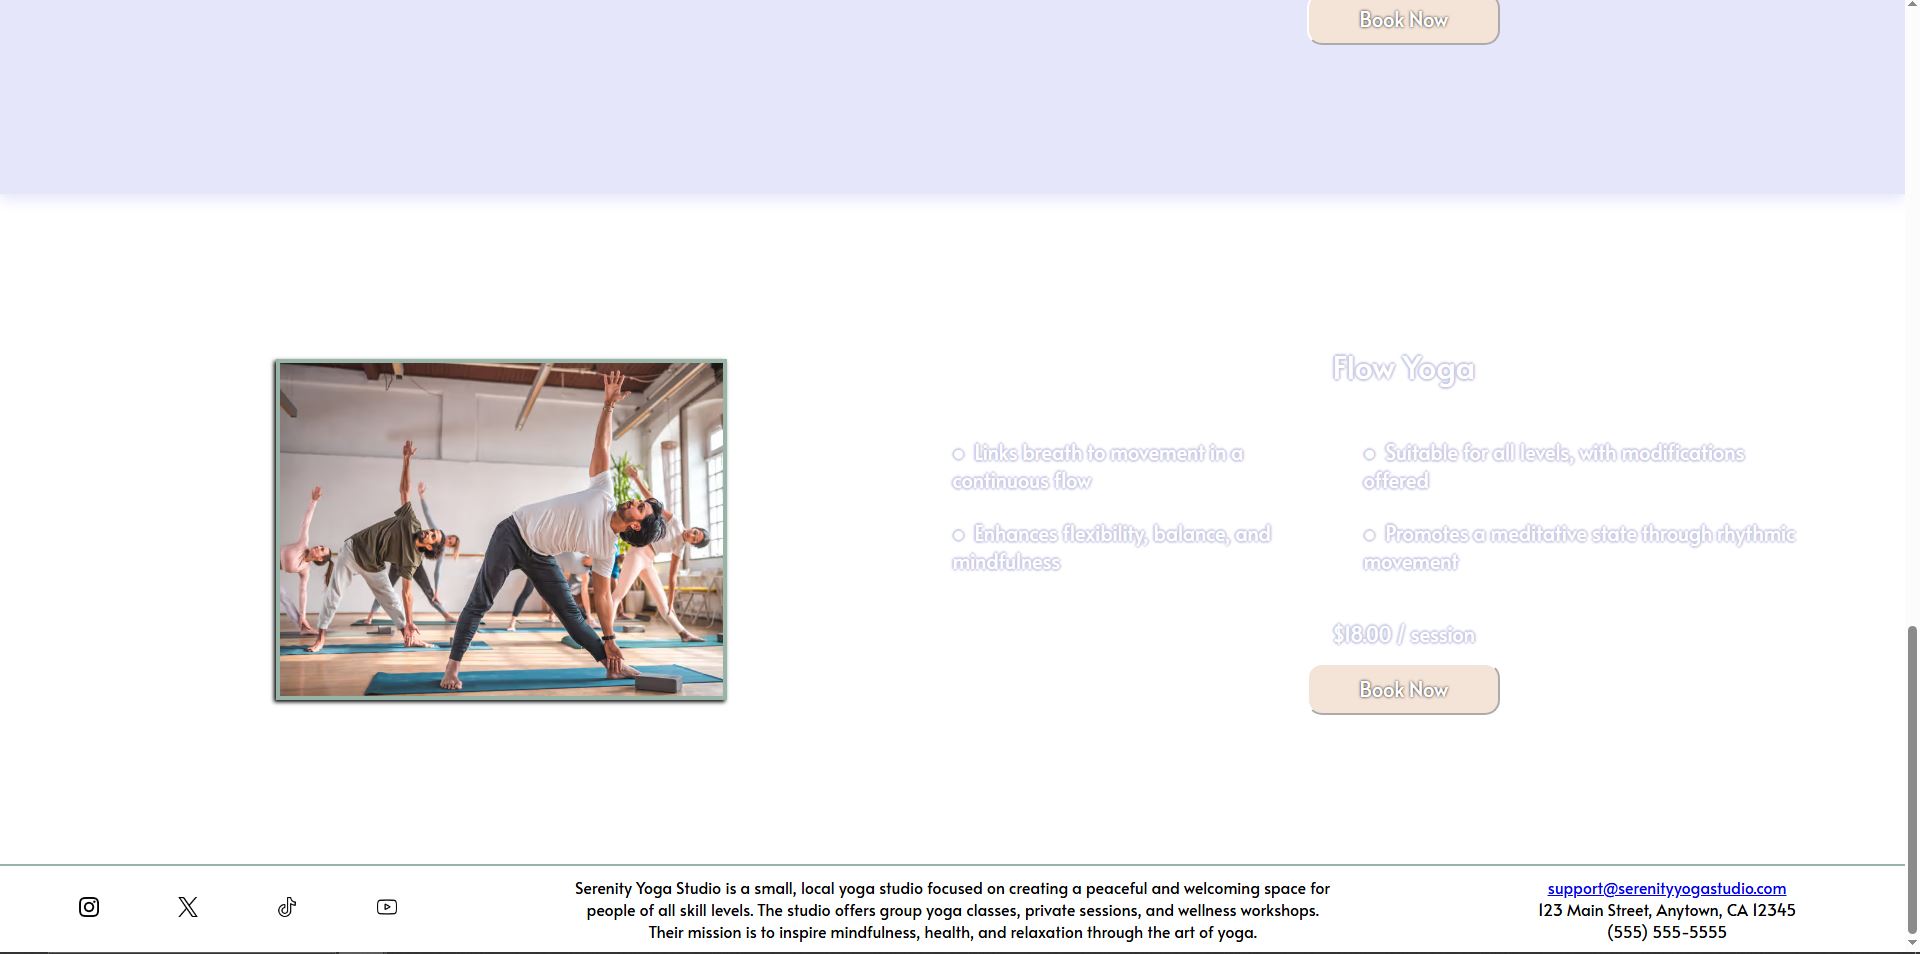 Book Now
Flow Yoga
○ Links breath to movement in a
continuous flow
○ Enhances flexibility, balance, and
mindfulness
○ Suitable for all levels, with modifications
offered
○ Promotes a meditative state through rhythmic
movement
$18.00 / session
Book Now
Serenity Yoga Studio is a small, local yoga studio focused on creating a peaceful and welcoming space for
people of all skill levels. The studio offers group yoga classes, private sessions, and wellness workshops.
Their mission is to inspire mindfulness, health, and relaxation through the art of yoga.
support@serenityyogastudio.com
123 Main Street, Anytown, CA 12345
(555) 555-5555